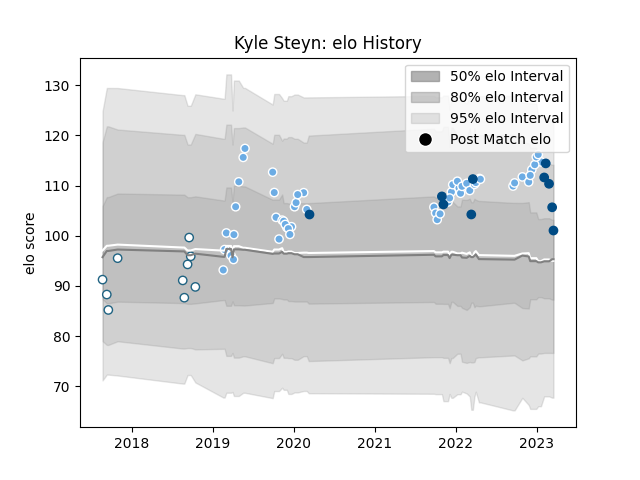 Kyle Steyn: elo History
50% elo Interval
80% elo Interval
95% elo Interval
Post Match elo
elo score
130
120
110
100
90
80
70
2018
2019
2020
2021
2022
2023